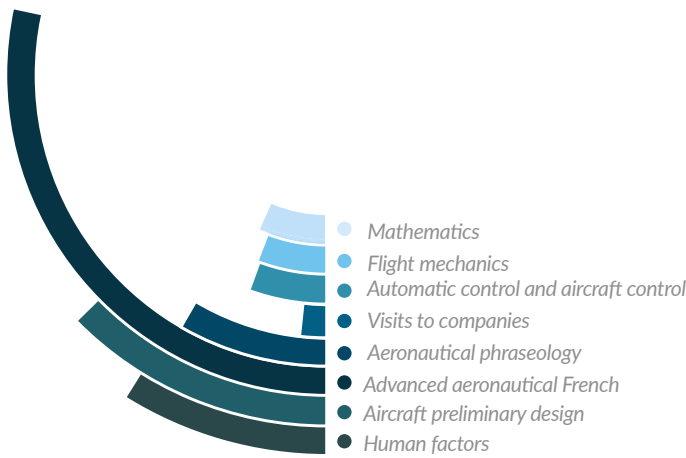 Mathematics
Flight mechanics
Automatic control and aircraft control
Visits to companies
Aeronautical phraseology
Advanced aeronautical French
Aircraft preliminary design
Human factors